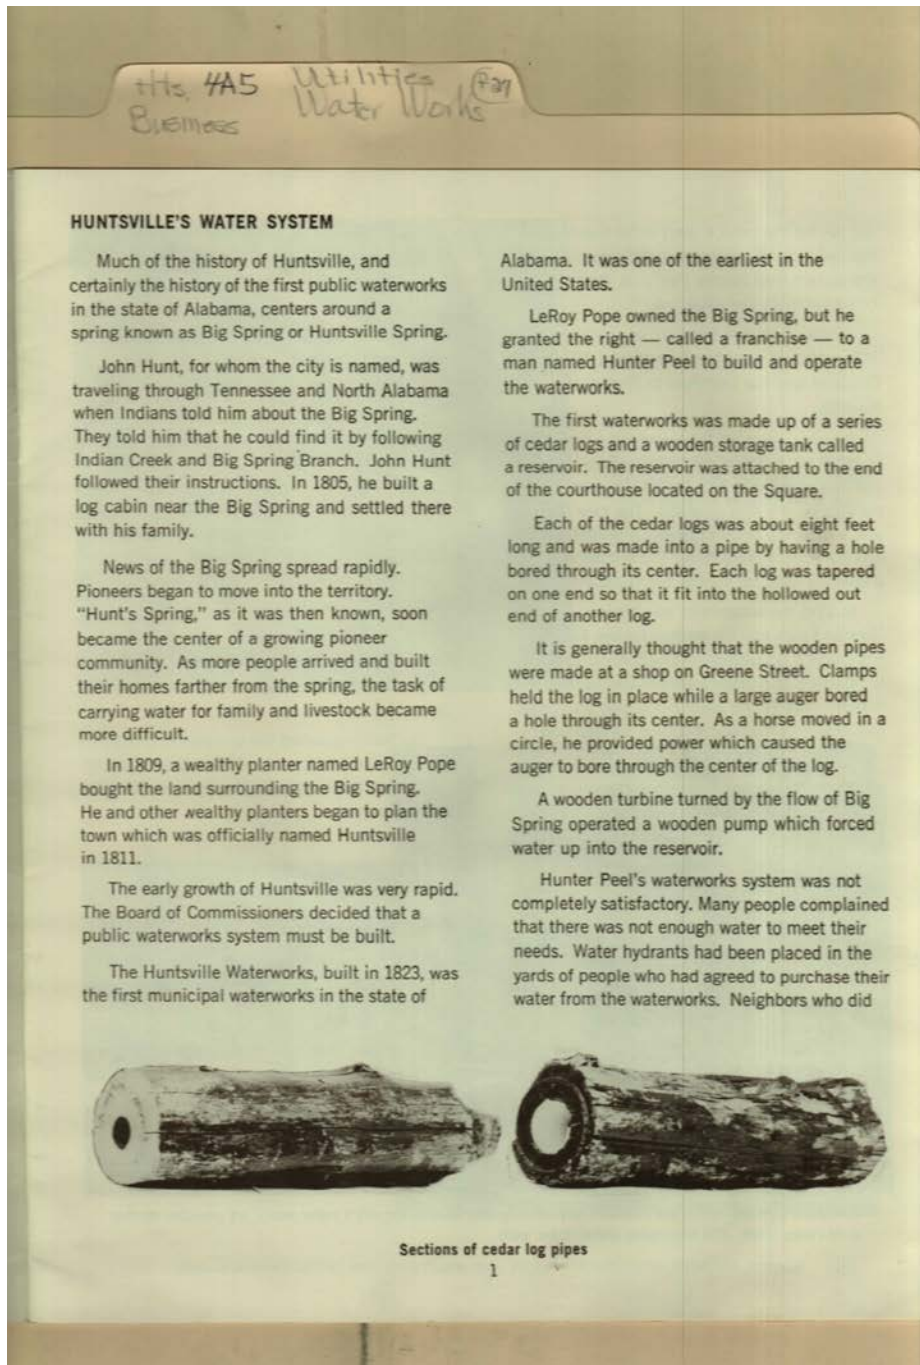 HHs. 4A5 Utilities
Business Water Works
HUNTSVILLE'S WATER SYSTEM
Much of the history of Huntsville, and
certainly the history of the first public waterworks
in the state of Alabama, centers around a
spring known as Big Spring or Huntsville Spring.
John Hunt, for whom the city is named, was
traveling through Tennessee and North Alabama
when Indians told him about the Big Spring.
They told him that he could find it by following
Indian Creek and Big Spring Branch. John Hunt
followed their instructions. In 1805, he built a
log cabin near the Big Spring and settled there
with his family.
News of the Big Spring spread rapidly.
Pioneers began to move into the territory.
"Hunt's Spring," as it was then known, soon
became the center of a growing pioneer
community. As more people arrived and built
their homes farther from the spring, the task of
carrying water for family and livestock became
more difficult.
In 1809, a wealthy planter named LeRoy Pope
bought the land surrounding the Big Spring.
He and other wealthy planters began to plan the
town which was officially named Huntsville
in 1811.
The early growth of Huntsville was very rapid.
The Board of Commissioners decided that a
public waterworks system must be built.
The Huntsville Waterworks, built in 1823, was
the first municipal waterworks in the state of
Alabama. It was one of the earliest in the
United States.
LeRoy Pope owned the Big Spring, but he
granted the right — called a franchise — to a
man named Hunter Peel to build and operate
the waterworks.
The first waterworks was made up of a series
of cedar logs and a wooden storage tank called
a reservoir. The reservoir was attached to the end
of the courthouse located on the Square.
Each of the cedar logs was about eight feet
long and was made into a pipe by having a hole
bored through its center. Each log was tapered
on one end so that it fit into the hollowed out
end of another log.
It is generally thought that the wooden pipes
were made at a shop on Greene Street. Clamps
held the log in place while a large auger bored
a hole through its center. As a horse moved in a
circle, he provided power which caused the
auger to bore through the center of the log.
A wooden turbine turned by the flow of Big
Spring operated a wooden pump which forced
water up into the reservoir.
Hunter Peel's waterworks system was not
completely satisfactory. Many people complained
that there was not enough water to meet their
needs. Water hydrants had been placed in the
yards of people who had agreed to purchase their
water from the waterworks. Neighbors who did
Sections of cedar log pipes
1